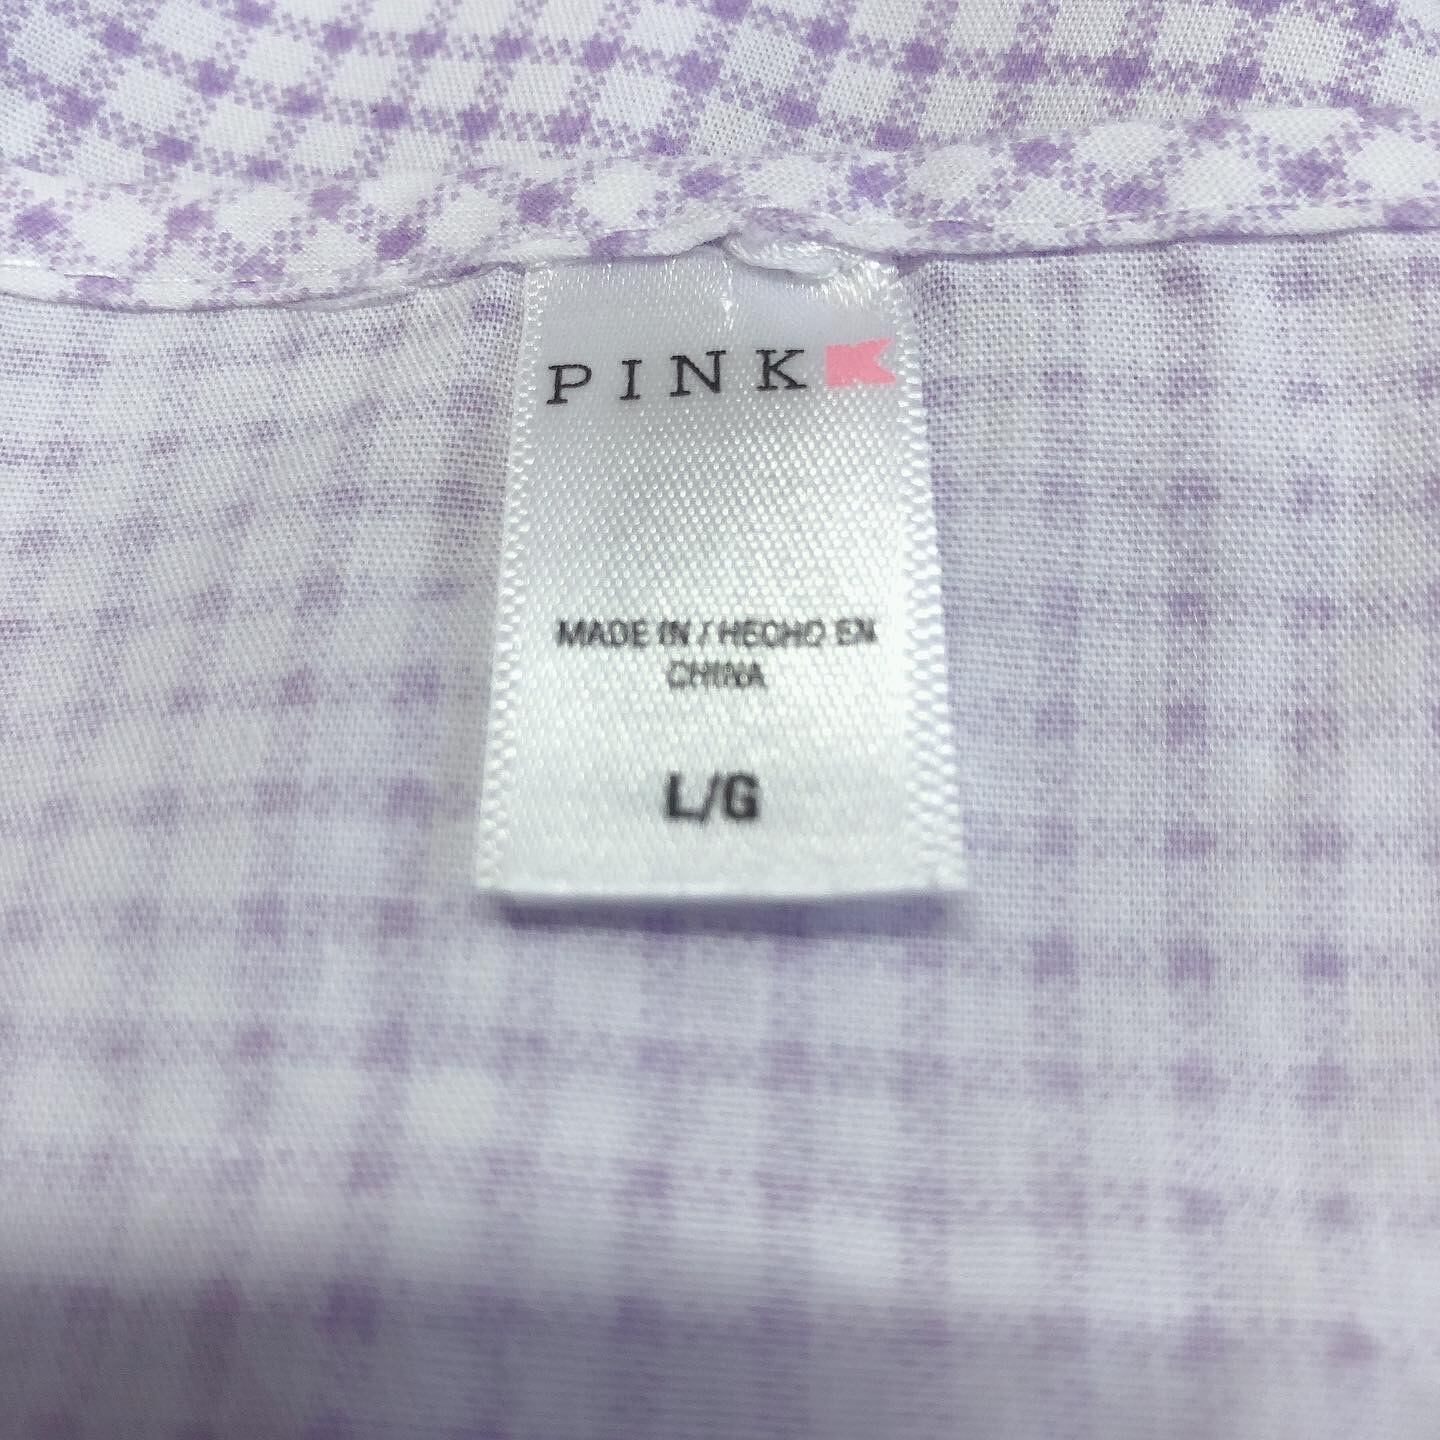 PINK K
MADE IN / HECHO EN
CHINA
L/G